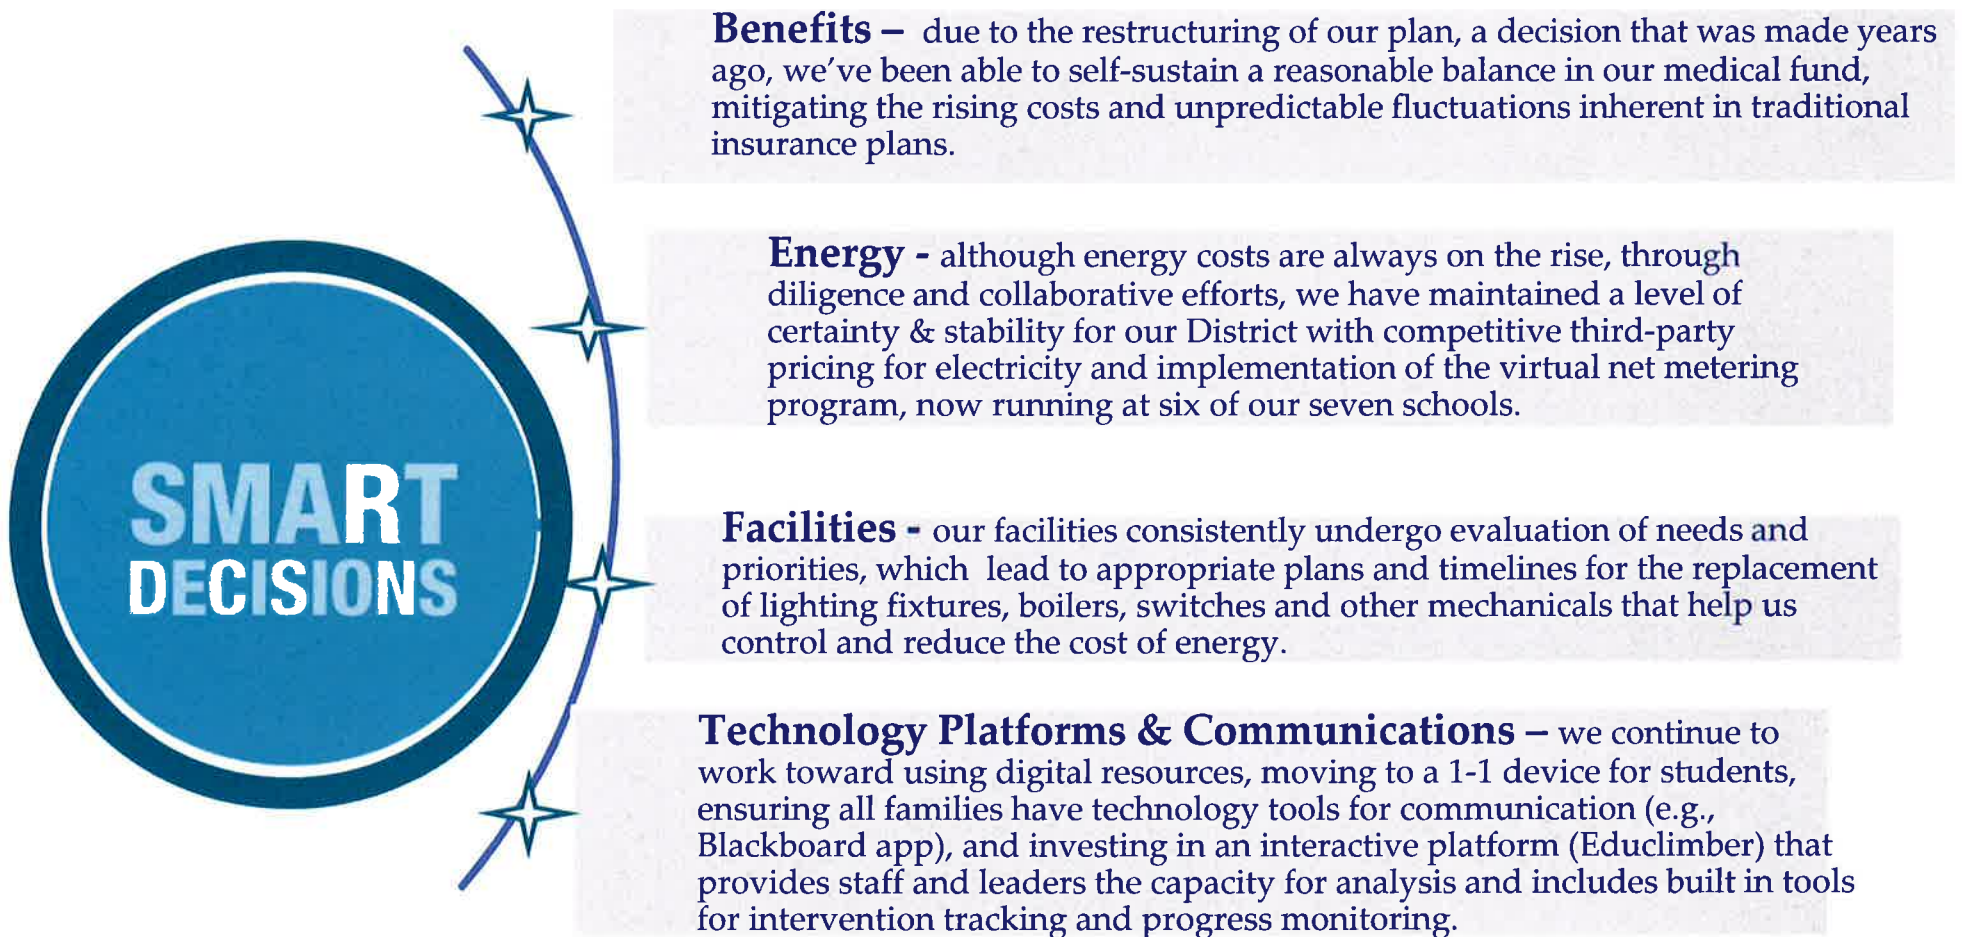 Benefits – due to the restructuring of our plan, a decision that was made years
ago, we've been able to self-sustain a reasonable balance in our medical fund,
mitigating the rising costs and unpredictable fluctuations inherent in traditional
insurance plans.
Energy - although energy costs are always on the rise, through
diligence and collaborative efforts, we have maintained a level of
certainty & stability for our District with competitive third-party
pricing for electricity and implementation of the virtual net metering
program, now running at six of our seven schools.
SMART
DECISIONS
Facilities - our facilities consistently undergo evaluation of needs and
priorities, which lead to appropriate plans and timelines for the replacement
of lighting fixtures, boilers, switches and other mechanicals that help us
control and reduce the cost of energy.
Technology Platforms & Communications – we continue to
work toward using digital resources, moving to a 1-1 device for students,
ensuring all families have technology tools for communication (e.g.,
Blackboard app), and investing in an interactive platform (Educlimber) that
provides staff and leaders the capacity for analysis and includes built in tools
for intervention tracking and progress monitoring.